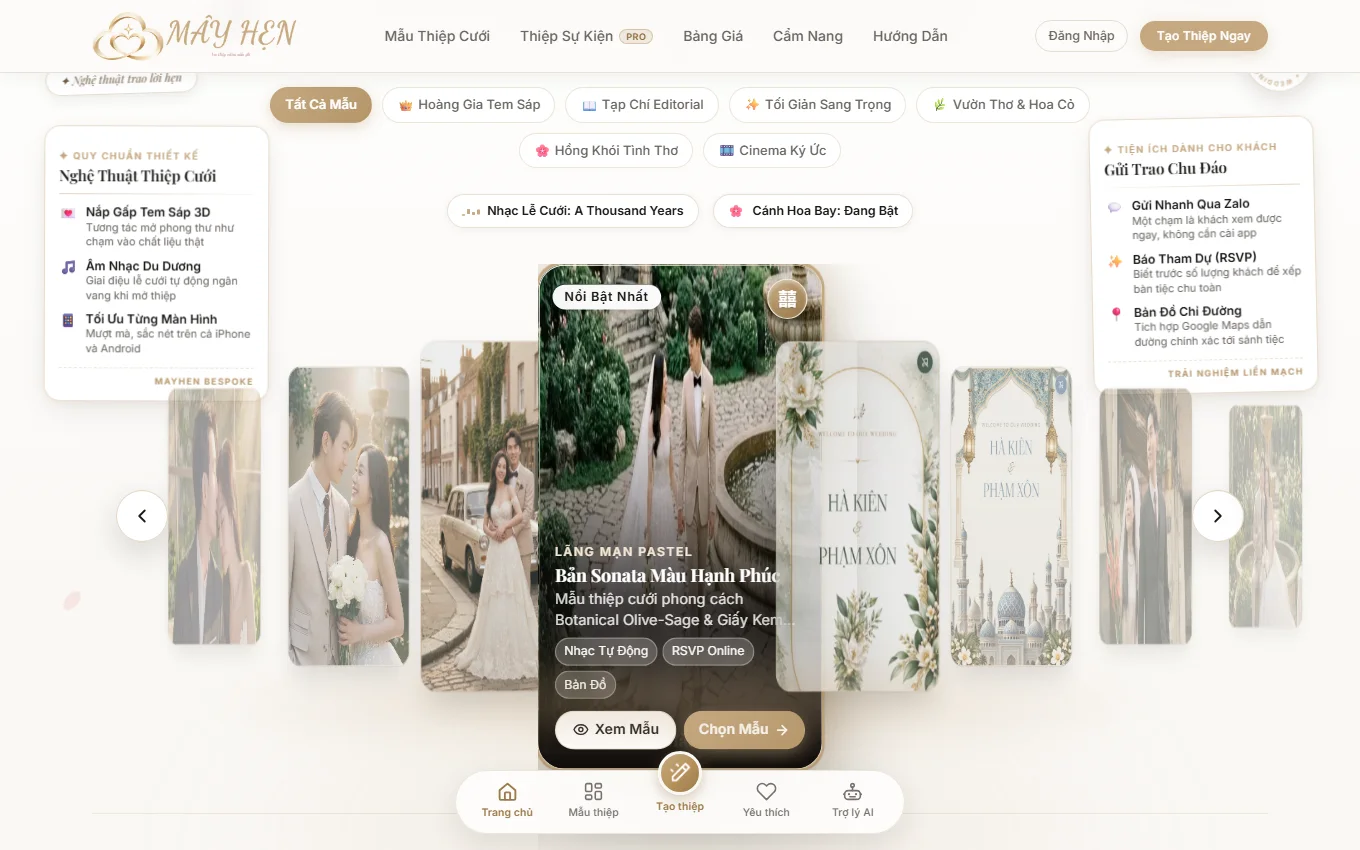 MÂY HẸN
Mẫu Thiệp Cưới
Thiệp Sự Kiện PRO
Bảng Giá
Cẩm Nang
Hướng Dẫn
Đăng Nhập
Tạo Thiệp Ngay
✦ Nghệ thuật trao lời hẹn
Tất Cả Mẫu
Hoàng Gia Tem Sáp
Tạp Chí Editorial
Tối Giản Sang Trọng
Vườn Thơ & Hoa Cỏ
Hồng Khói Tình Thơ
Cinema Ký Ức
Nhạc Lễ Cưới: A Thousand Years
Cánh Hoa Bay: Đang Bật
✦ QUY CHUẨN THIẾT KẾ
Nghệ Thuật Thiệp Cưới
Nắp Gấp Tem Sáp 3D
Tương tác mở phong thư như
chạm vào chất liệu thật
Âm Nhạc Du Dương
Giai điệu lễ cưới tự động ngân
vang khi mở thiệp
Tối Ưu Từng Màn Hình
Mượt mà, sắc nét trên cả iPhone
và Android
MAYHEN BESPOKE
✦ TIỆN ÍCH DÀNH CHO KHÁCH
Gửi Trao Chu Đáo
Gửi Nhanh Qua Zalo
Một chạm là khách xem được
ngay, không cần cài app
Báo Tham Dự (RSVP)
Biết trước số lượng khách để xếp
bàn tiệc chu toàn
Bản Đồ Chỉ Đường
Tích hợp Google Maps dẫn
đường chính xác tới sảnh tiệc
TRẢI NGHIỆM LIỀN MẠCH
Nổi Bật Nhất
囍
LÃNG MẠN PASTEL
Bản Sonata Màu Hạnh Phúc
Mẫu thiệp cưới phong cách
Botanical Olive-Sage & Giấy Kem...
Nhạc Tự Động
RSVP Online
Bản Đồ
Xem Mẫu
Chọn Mẫu →
WELCOME TO OUR WEDDING
HÀ KIÊN
&
PHẠM XÔN
WELCOME TO OUR WEDDING
HÀ KIÊN
&
PHẠM XÔN
Trang chủ
Mẫu thiệp
Tạo thiệp
Yêu thích
Trợ lý AI